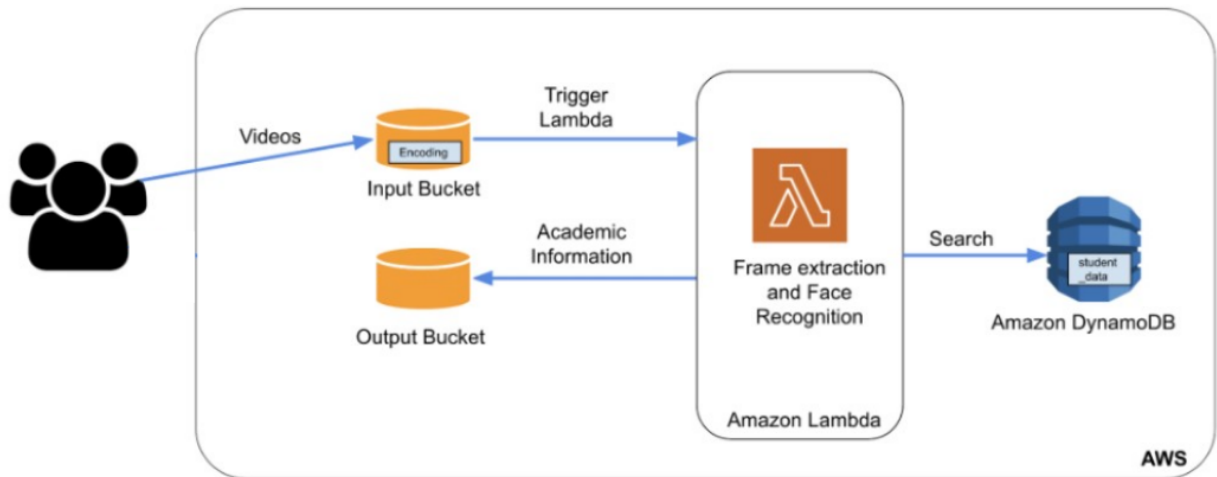 Videos
Encoding
Input Bucket
Trigger
Lambda
Academic
Information
Output Bucket
Frame extraction
and Face
Recognition
Amazon Lambda
Search
student
_data
Amazon DynamoDB
AWS